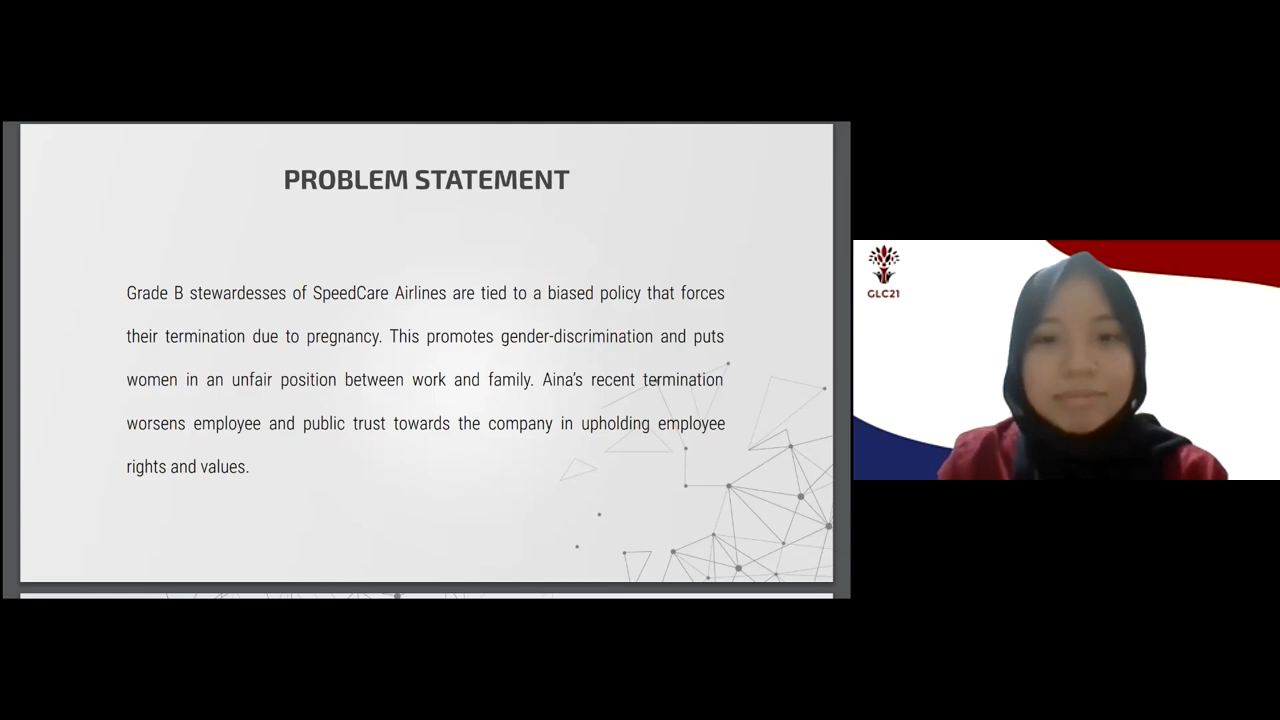 PROBLEM STATEMENT
Grade B stewardesses of SpeedCare Airlines are tied to a biased policy that forces
their termination due to pregnancy. This promotes gender-discrimination and puts
women in an unfair position between work and family. Aina's recent termination
worsens employee and public trust towards the company in upholding employee
rights and values.
GLC21